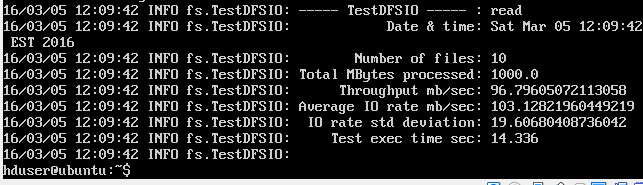 16/03/05 12:09:42 INFO fs.TestDFSIO: ----- TestDFSIO ----- : read
16/03/05 12:09:42 INFO fs.TestDFSIO:            Date & time: Sat Mar 05 12:09:42
 EST 2016
16/03/05 12:09:42 INFO fs.TestDFSIO:        Number of files: 10
16/03/05 12:09:42 INFO fs.TestDFSIO: Total MBytes processed: 1000.0
16/03/05 12:09:42 INFO fs.TestDFSIO:      Throughput mb/sec: 96.79605072113058
16/03/05 12:09:42 INFO fs.TestDFSIO: Average IO rate mb/sec: 103.12821960449219
16/03/05 12:09:42 INFO fs.TestDFSIO:  IO rate std deviation: 19.60680408736042
16/03/05 12:09:42 INFO fs.TestDFSIO:     Test exec time sec: 14.336
16/03/05 12:09:42 INFO fs.TestDFSIO:
hduser@ubuntu:~$